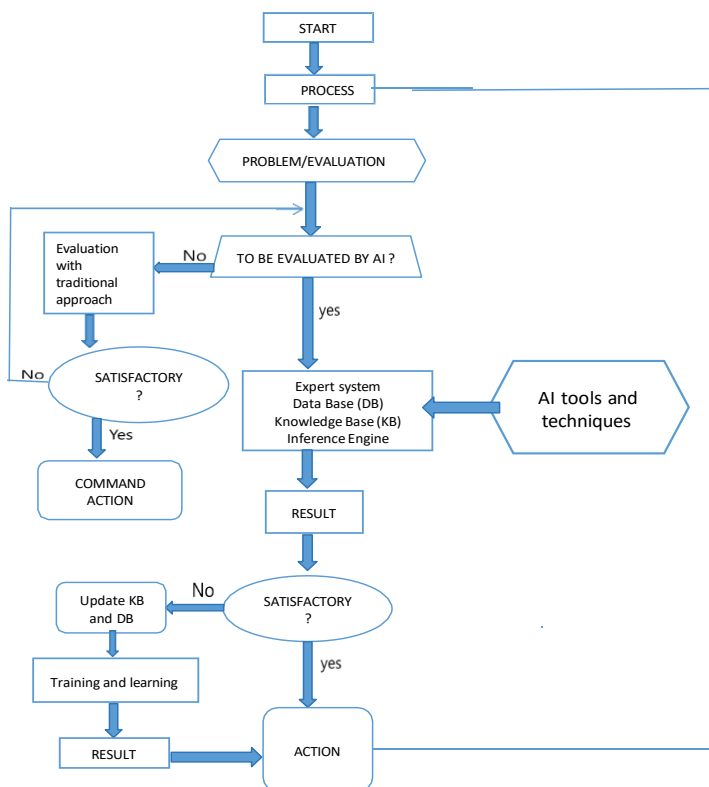 START
PROCESS
PROBLEM/EVALUATION
TO BE EVALUATED BY AI ?
No
Evaluation
with
traditional
approach
yes
No
SATISFACTORY
?
Yes
COMMAND
ACTION
Expert system
Data Base (DB)
Knowledge Base (KB)
Inference Engine
AI tools and
techniques
RESULT
SATISFACTORY
?
No
Update KB
and DB
yes
Training and learning
RESULT
ACTION